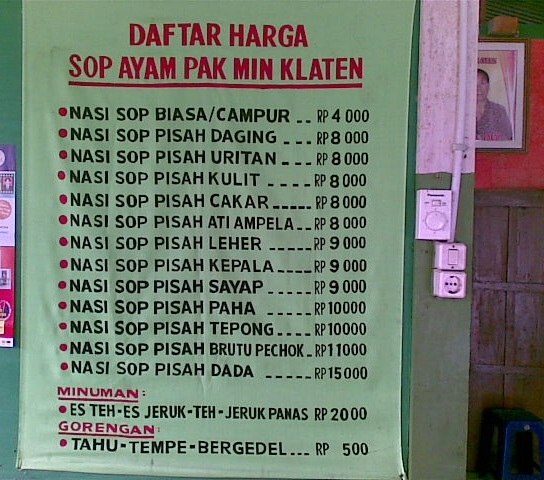 DAFTAR HARGA
SOP AYAM PAK MIN KLATEN
NASI SOP BIASA/CAMPUR -- RP 4 000
NASI SOP PISAH DAGING --- RP 8 000
NASI SOP PISAH URITAN --- RP 8 000
NASI SOP PISAH KULIT ---- RP 8 000
NASI SOP PISAH CAKAR ----- RP 8 000
NASI SOP PISAH ATI AMPELA -- RP 8 000
NASI SOP PISAH LEHER ---- RP 9 000
NASI SOP PISAH KEPALA ---- RP 9 000
NASI SOP PISAH SAYAP ---- RP 9 000
NASI SOP PISAH PAHA ---- RP 10000
NASI SOP PISAH TEPONG ---- RP 10000
NASI SOP PISAH BRUTU PECHOK - RP 11000
NASI SOP PISAH DADA ----- RP 15 000
MINUMAN:
ES TEH-ES JERUK-TEH-JERUK PANAS RP 2000
GORENGAN:
TAHU-TEMPE-BERGEDEL --- RP 500